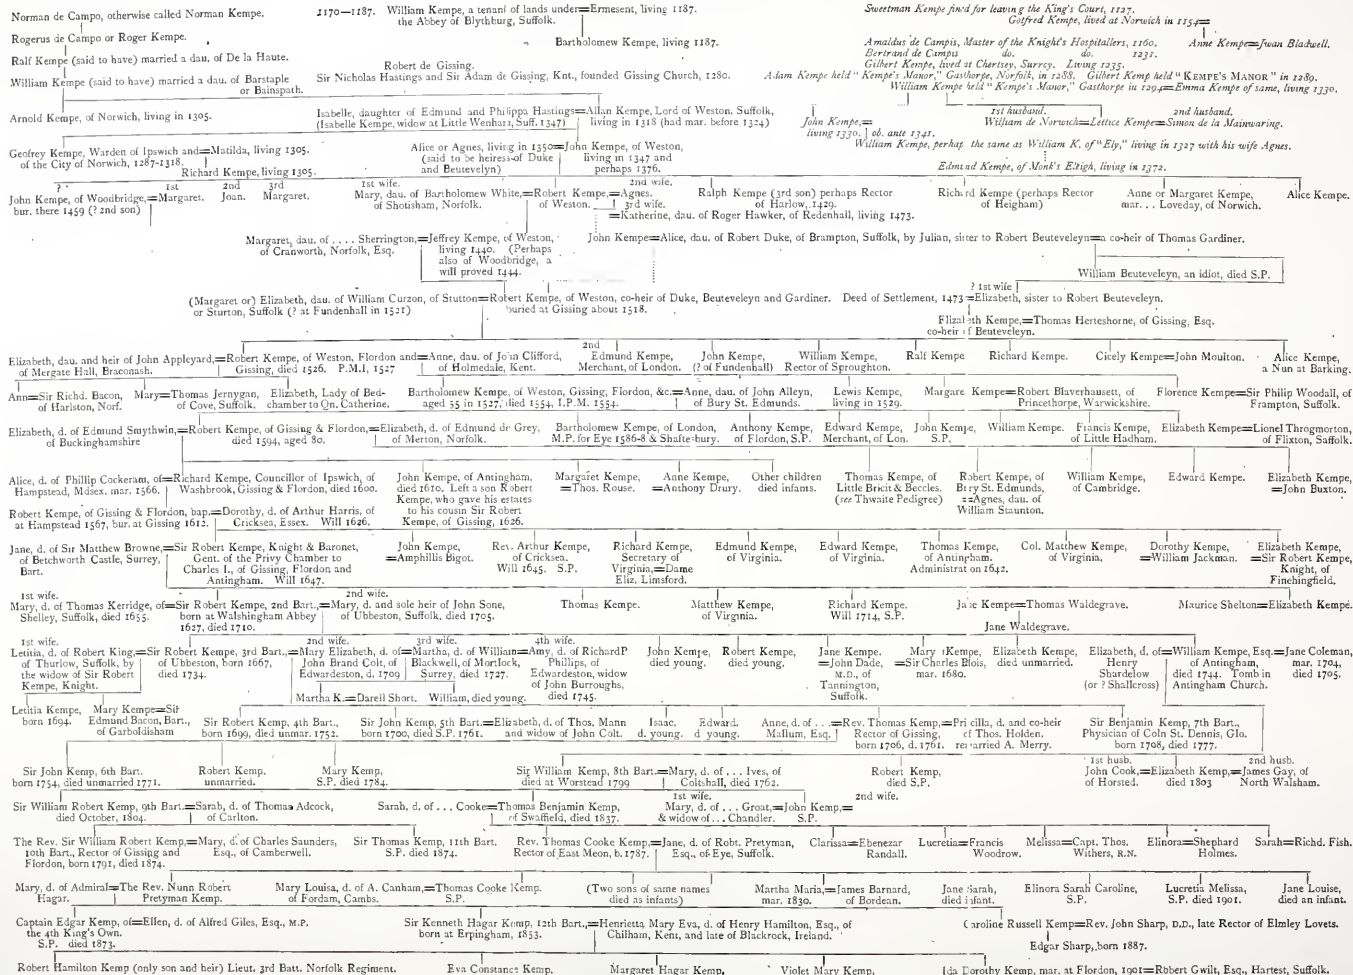 Norman de Campo, otherwise called Norman Kempe.
1170—1187. William Kempe, a tenant of lands under=Ermesent, living 1187.
the Abbey of Blythburg, Suffolk.
Sweetman Kempe fined for leaving the King's Court, 1127.
Gotfred Kempe, lived at Norwich in 1154=
Rogerus de Campo or Roger Kempe.
Bartholomew Kempe, living 1187.
Amaldus de Campis, Master of the Knight's Hospitallers, 1160.
Anne Kempe=Jwan Bladwell.
Bertrand de Campis do. do. 1231.
Ralf Kempe (said to have) married a dau. of De la Haute.
Robert de Gissing.
Gilbert Kempe, lived at Chertsey, Surrey. Living 1235.
William Kempe (said to have) married a dau. of Barstaple
or Bainspath.
Sir Nicholas Hastings and Sir Adam de Gissing, Knt., founded Gissing Church, 1280.
Adam Kempe held "Kempe's Manor," Gasthorpe, Norfolk, in 1288. Gilbert Kemp held "KEMPE'S MANOR" in 1289.
William Kempe held "Kempe's Manor," Gasthorpe in 1294=Emma Kempe of same, living 1330.
Arnold Kempe, of Norwich, living in 1305.
Isabelle, daughter of Edmund and Philippa Hastings=Allan Kempe, Lord of Weston, Suffolk,
(Isabelle Kempe, widow at Little Wenham, Suff. 1347) living in 1318 (had mar. before 1324)
John Kempe,=
living 1330. ob. ante 1341.
1st husband. 2nd husband.
William de Norwich=Lettice Kempe=Simon de la Mainwaring.
Geofrey Kempe, Warden of Ipswich and=Matilda, living 1305.
of the City of Norwich, 1287-1318.
Alice or Agnes, living in 1350=John Kempe, of Weston,
(said to be heiress of Duke living in 1347 and
and Beutevelyn) perhaps 1376.
William Kempe, perhap the same as William K. of "Ely," living in 1327 with his wife Agnes.
Richard Kempe, living 1305.
Edmund Kempe, of Monk's Eltigh, living in 1372.
? 1st 2nd 3rd
John Kempe, of Woodbridge,=Margaret. Joan. Margaret.
bur. there 1459 (? 2nd son)
1st wife. 2nd wife.
Mary, dau. of Bartholomew White,=Robert Kempe,=Agnes.
of Shotisham, Norfolk. of Weston. 3rd wife.
=Katherine, dau. of Roger Hawker, of Redenhall, living 1473.
Ralph Kempe (3rd son) perhaps Rector
of Harlow, 1429.
Richard Kempe (perhaps Rector
of Heigham)
Anne or Margaret Kempe,
mar. . . Loveday, of Norwich.
Alice Kempe.
Margaret, dau. of . . . . Sherrington,=Jeffrey Kempe, of Weston,
of Cranworth, Norfolk, Esq. living 1440. (Perhaps
also of Woodbridge, a
will proved 1444.
John Kempe=Alice, dau. of Robert Duke, of Brampton, Suffolk, by Julian, sister to Robert Beuteveleyn=a co-heir of Thomas Gardiner.
William Beuteveleyn, an idiot, died S.P.
? 1st wife
(Margaret or) Elizabeth, dau. of William Curzon, of Stutton=Robert Kempe, of Weston, co-heir of Duke, Beuteveleyn and Gardiner. Deed of Settlement, 1473=Elizabeth, sister to Robert Beuteveleyn.
or Sturton, Suffolk (? at Fundenhall in 1521) buried at Gissing about 1518.
Elizabeth Kempe,=Thomas Herteshorne, of Gissing, Esq.
co-heir of Beuteveleyn.
Elizabeth, dau. and heir of John Appleyard,=Robert Kempe, of Weston, Flordon and=Anne, dau. of John Clifford,
of Mergate Hall, Braconash. Gissing, died 1526. P.M.I, 1527 of Holmedale, Kent.
2nd
Edmund Kempe,
Merchant, of London.
John Kempe,
(? of Fundenhall)
William Kempe,
Rector of Sproughton.
Ralf Kempe
Richard Kempe.
Cicely Kempe=John Moulton.
Alice Kempe,
a Nun at Barking.
Ann=Sir Richd. Bacon,
of Harlston, Norf.
Mary=Thomas Jernygan,
of Cove, Suffolk.
Elizabeth, Lady of Bed-
chamber to Qn. Catherine.
Bartholomew Kempe, of Weston, Gissing, Flordon, &c.=Anne, dau. of John Alleyn,
aged 55 in 1527, died 1554, I.P.M. 1554. of Bury St. Edmunds.
Lewis Kempe,
living in 1529.
Margare Kempe=Robert Blaverhausett, of
Princethorpe, Warwickshire.
Florence Kempe=Sir Philip Woodall, of
Frampton, Suffolk.
Elizabeth, d. of Edmund Smythwin,=Robert Kempe, of Gissing & Flordon,=Elizabeth, d. of Edmund de Grey,
of Buckinghamshire died 1594, aged 80. of Merton, Norfolk.
Bartholomew Kempe, of London,
M.P. for Eye 1586-8 & Shaftesbury.
Anthony Kempe,
of Flordon, S.P.
Edward Kempe,
Merchant, of Lon.
John Kempe,
S.P.
William Kempe.
Francis Kempe,
of Little Hadham.
Elizabeth Kempe=Lionel Throgmorton,
of Flixton, Suffolk.
Alice, d. of Phillip Cockeram, of=Richard Kempe, Councillor of Ipswich, of
Hampstead, Mdsex. mar. 1566. Washbrook, Gissing & Flordon, died 1600.
John Kempe, of Antingham,
died 1610. Left a son Robert
Kempe, who gave his estates
to his cousin Sir Robert
Kempe, of Gissing, 1626.
Margaret Kempe,
=Thos. Rouse.
Anne Kempe,
=Anthony Drury.
Other children
died infants.
Thomas Kempe, of
Little Bricit & Beccles.
(see Thwaite Pedigree)
Robert Kempe, of
Bury St. Edmunds,
=Agnes, dau. of
William Staunton.
William Kempe,
of Cambridge.
Edward Kempe.
Elizabeth Kempe,
=John Buxton.
Robert Kempe, of Gissing & Flordon, bap.=Dorothy, d. of Arthur Harris, of
at Hampstead 1567, bur. at Gissing 1612. Cricksea, Essex. Will 1626.
Jane, d. of Sir Matthew Browne,=Sir Robert Kempe, Knight & Baronet,
of Betchworth Castle, Surrey, Gent. of the Privy Chamber to
Bart. Charles I., of Gissing, Flordon and
Antingham. Will 1647.
John Kempe,
=Amphillis Bigot.
Rev. Arthur Kempe,
of Cricksea.
Will 1645, S.P.
Richard Kempe,
Secretary of
Virginia,=Dame
Eliz. Limsford.
Edmund Kempe,
of Virginia.
Edward Kempe,
of Virginia.
Thomas Kempe,
of Antingham.
Administrat on 1642.
Col. Matthew Kempe,
of Virginia.
Dorothy Kempe,
=William Jackman.
Elizabeth Kempe,
=Sir Robert Kempe,
Knight, of
Finchingfield.
1st wife. 2nd wife.
Mary, d. of Thomas Kerridge, of=Sir Robert Kempe, 2nd Bart.,=Mary, d. and sole heir of John Sone,
Shelley, Suffolk, died 1655. born at Walshingham Abbey of Ubbeston, Suffolk, died 1705.
1627, died 1710.
Thomas Kempe.
Matthew Kempe,
of Virginia.
Richard Kempe.
Will 1714, S.P.
Jane Kempe=Thomas Waldegrave.
Jane Waldegrave.
Maurice Shelton=Elizabeth Kempe.
1st wife. 2nd wife. 3rd wife. 4th wife.
Letitia, d. of Robert King,=Sir Robert Kempe, 3rd Bart.,=Mary Elizabeth, d. of=Martha, d. of William=Amy, d. of Richard P
of Thurlow, Suffolk, by of Ubbeston, born 1667, John Brand Colt, of Blackwell, of Mortlock, Phillips, of
the widow of Sir Robert died 1734. Edwardeston, d. 1709 Surrey, died 1727. Edwardeston, widow
Kempe, Knight. of John Burroughs,
died 1745.
Martha K.=Darell Short. William, died young.
John Kemp,
died young.
Robert Kempe,
died young.
Jane Kempe.
=John Dade,
M.D., of
Tannington,
Suffolk.
Mary Kempe,
=Sir Charles Blois,
mar. 1680.
Elizabeth Kempe,
died unmarried.
Elizabeth, d. of=William Kemp, Esq.=Jane Coleman,
Henry of Antingham, mar. 1704,
Shardelow died 1744. Tomb in died 1705.
(or ? Shallcross) Antingham Church.
Letitia Kempe,
born 1694.
Mary Kempe=Sir
Edmund Bacon, Bart.,
of Garboldisham
Sir Robert Kemp, 4th Bart.,
born 1699, died unmar. 1752.
Sir John Kemp, 5th Bart.=Elizabeth, d. of Thos. Mann
born 1700, died S.P. 1761. and widow of John Colt.
Isaac,
d. young.
Edward.
d young.
Anne, d. of . . .=Rev. Thomas Kemp,=Pricilla, d. and co-heir
Mallum, Esq. Rector of Gissing, of Thos. Holden.
born 1706, d. 1761. remarried A. Merry.
Sir Benjamin Kemp, 7th Bart.,
Physician of Coln St. Dennis, Glo.
born 1708, died 1777.
Sir John Kemp, 6th Bart.
born 1754, died unmarried 1771.
Robert Kemp.
unmarried.
Mary Kemp,
S.P. died 1784.
Sir William Kemp, 8th Bart.=Mary, d. of . . . Ives, of
died at Worstead 1799 Coltshall, died 1762.
Robert Kemp,
died S.P.
1st husb. 2nd husb.
John Cook,=Elizabeth Kemp,=James Gay, of
of Horsted. died 1803 North Walsham.
Sir William Robert Kemp, 9th Bart.=Sarah, d. of Thomas Adcock,
died October, 1804. of Carlton.
Sarah, d. of . . . Cooke=Thomas Benjamin Kemp,
of Swaffield, died 1837.
1st wife. 2nd wife.
Mary, d. of . . . Groat,=John Kemp,=
& widow of . . . Chandler. S.P.
The Rev. Sir William Robert Kemp,=Mary, d. of Charles Saunders,
10th Bart., Rector of Gissing and Esq., of Camberwell.
Flordon, born 1791, died 1874.
Sir Thomas Kemp, 11th Bart.
S.P. died 1874.
Rev. Thomas Cooke Kemp,=Jane, d. of Robt. Pretyman,
Rector of East Meon, b. 1787. Esq., of Eye, Suffolk.
Clarissa=Ebenezar
Randall.
Lucretia=Francis
Woodrow.
Melissa=Capt. Thos.
Withers, R.N.
Elinora=Shephard
Holmes.
Sarah=Richd. Fish.
Mary, d. of Admiral=The Rev. Nunn Robert
Hagar. Pretyman Kemp.
Mary Louisa, d. of A. Canham,=Thomas Cooke Kemp.
of Fordam, Cambs. S.P.
(Two sons of same names
died as infants)
Martha Maria,=James Barnard,
mar. 1830. of Bordean.
Jane Sarah,
died infant.
Elinora Sarah Caroline,
S.P.
Lucretia Melissa,
S.P. died 1901.
Jane Louise,
died an infant.
Captain Edgar Kemp, of=Ellen, d. of Alfred Giles, Esq., M.P.
the 4th King's Own.
S.P. died 1873.
Sir Kenneth Hagar Kemp, 12th Bart.,=Henrietta, Mary Eva, d. of Henry Hamilton, Esq., of
born at Erpingham, 1853. Chilham, Kent, and late of Blackrock, Ireland.
Caroline Russell Kemp=Rev. John Sharp, D.D., late Rector of Elmley Lovets.
Edgar Sharp, born 1887.
Robert Hamilton Kemp (only son and heir) Lieut. 3rd Batt. Norfolk Regiment.
Eva Constance Kemp,
Margaret Hagar Kemp,
Violet Mary Kemp,
Ida Dorothy Kemp, mar. at Flordon, 1901=Robert Gwilt, Esq., Hartest, Suffolk.